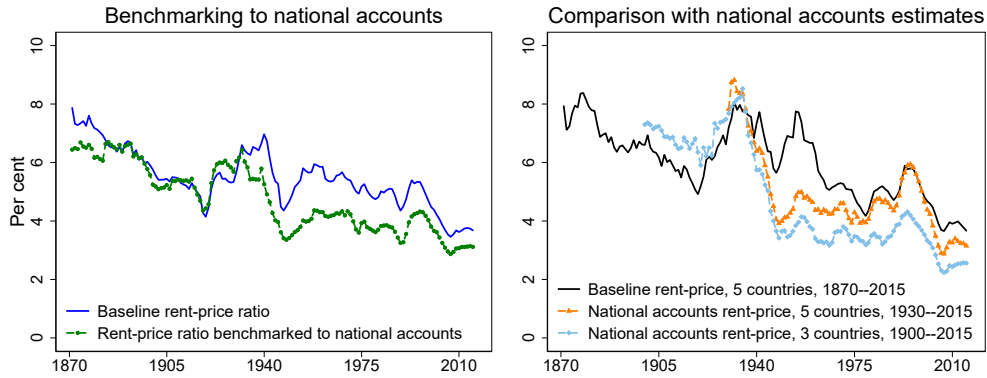 Benchmarking to national accounts
Per cent
10
8
6
4
2
0
Baseline rent-price ratio
Rent-price ratio benchmarked to national accounts
1870 1905 1940 1975 2010
Comparison with national accounts estimates
10
8
6
4
2
0
Baseline rent-price, 5 countries, 1870--2015
National accounts rent-price, 5 countries, 1930--2015
National accounts rent-price, 3 countries, 1900--2015
1870 1905 1940 1975 2010